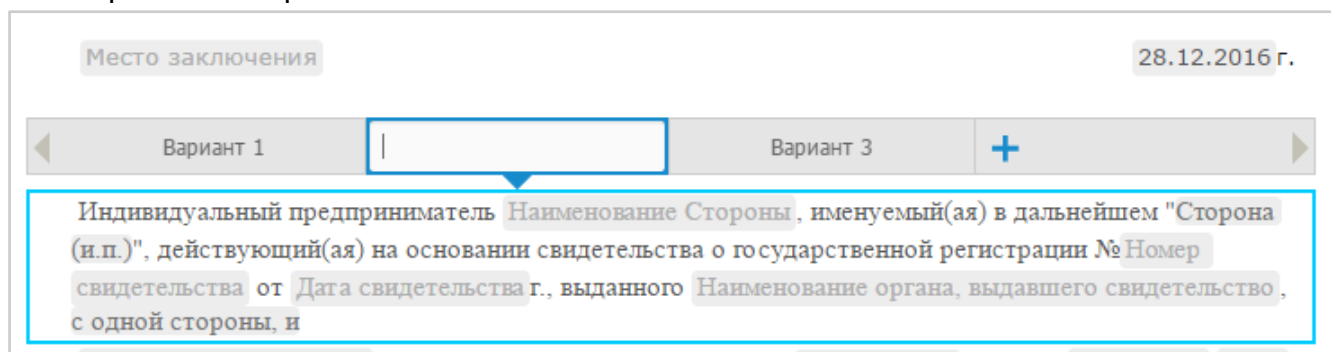 Место заключения 28.12.2016 г.
Вариант 1 Вариант 3 +
Индивидуальный предприниматель Наименование Стороны, именуемый(ая) в дальнейшем "Сторона
(и.п.)", действующий(ая) на основании свидетельства о государственной регистрации № Номер
свидетельства от Дата свидетельства г., выданного Наименование органа, выдавшего свидетельство,
с одной стороны, и